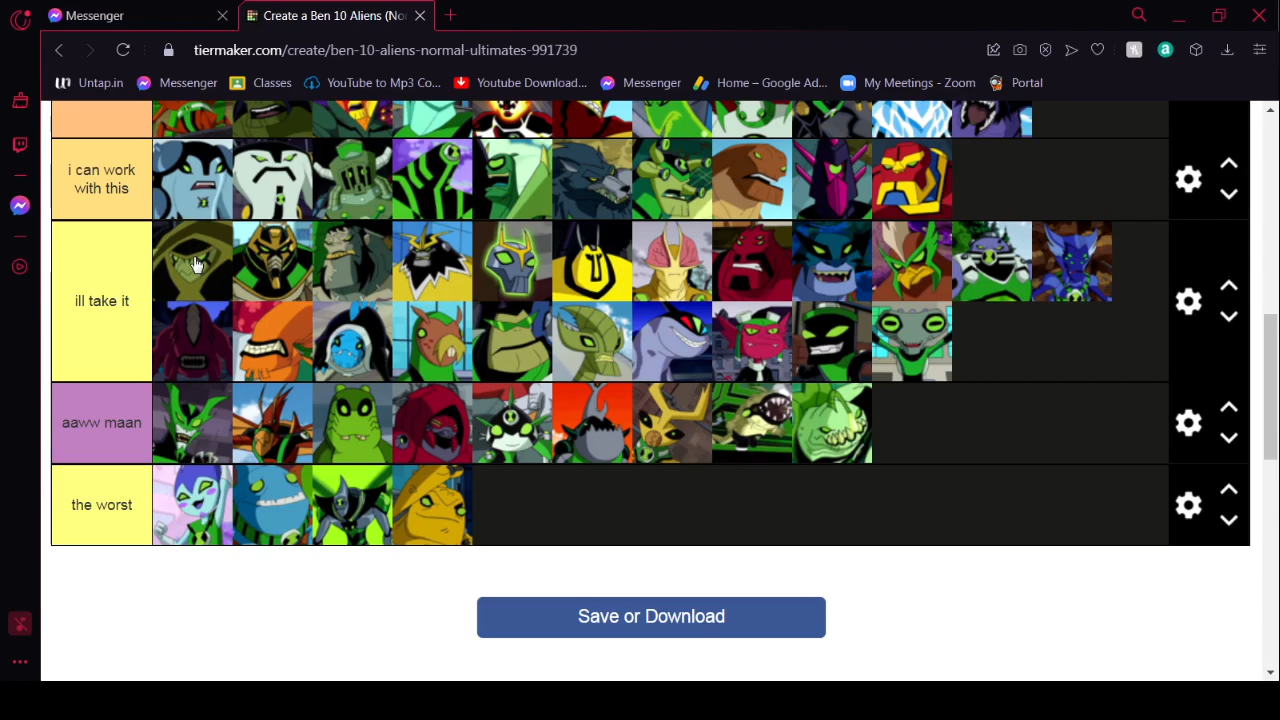 Messenger
Create a Ben 10 Aliens (No
tiermaker.com/create/ben-10-aliens-normal-ultimates-991739
Untap.in Messenger Classes YouTube to Mp3 Co... Youtube Download... Messenger Home – Google Ad... My Meetings - Zoom Portal
i can work
with this
ill take it
aaww maan
the worst
Save or Download